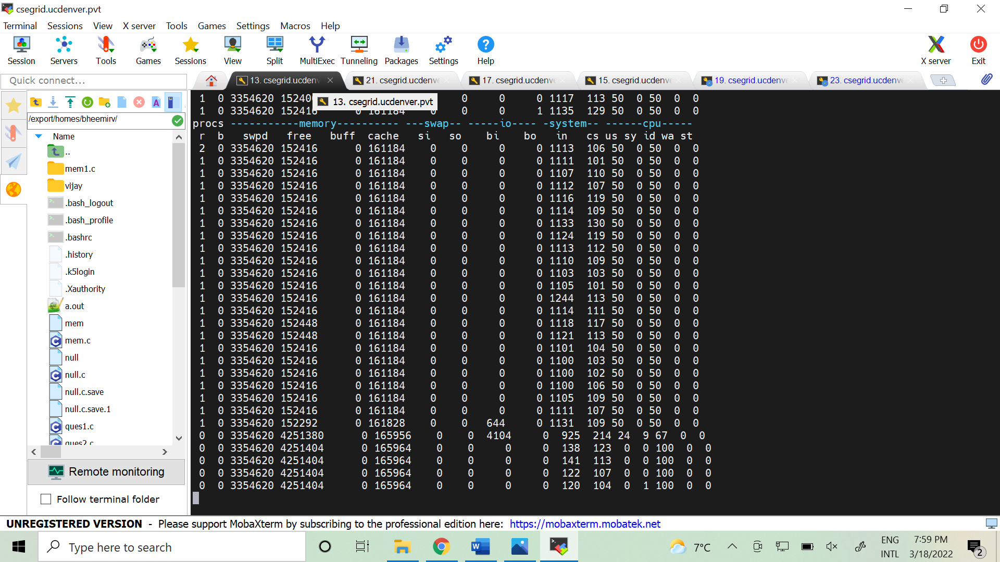 csegrid.ucdenver.pvt
Terminal Sessions View X server Tools Games Settings Macros Help
Session Servers Tools Games Sessions View Split MultiExec Tunneling Packages Settings Help X server Exit
Quick connect...
13. csegrid.ucden 21. csegrid.ucdenve 17. csegrid.ucdenve 15. csegrid.ucdenve 19. csegrid.ucdenve 23. csegrid.ucdenve
13. csegrid.ucdenver.pvt
/export/homes/bheemirv/
Name
..
mem1.c
vijay
.bash_logout
.bash_profile
.bashrc
.history
.k5login
.Xauthority
a.out
mem
mem.c
null
null.c
null.c.save
null.c.save.1
ques1.c
ques2.c
Remote monitoring
Follow terminal folder
1 0 3354620 15240 0 0 0 1117 113 50 0 50 0 0
1 0 3354620 152416 161184 0 0 0 1 1135 129 50 0 50 0 0
procs -----------memory---------- ---swap-- -----io---- -system-- ------cpu-----
r b swpd free buff cache si so bi bo in cs us sy id wa st
2 0 3354620 152416 0 161184 0 0 0 0 1113 106 50 0 50 0 0
1 0 3354620 152416 0 161184 0 0 0 0 1111 101 50 0 50 0 0
1 0 3354620 152416 0 161184 0 0 0 0 1107 110 50 0 50 0 0
1 0 3354620 152416 0 161184 0 0 0 0 1112 107 50 0 50 0 0
1 0 3354620 152416 0 161184 0 0 0 0 1116 119 50 0 50 0 0
1 0 3354620 152416 0 161184 0 0 0 0 1114 109 50 0 50 0 0
1 0 3354620 152416 0 161184 0 0 0 0 1133 130 50 0 50 0 0
1 0 3354620 152416 0 161184 0 0 0 0 1124 119 50 0 50 0 0
1 0 3354620 152416 0 161184 0 0 0 0 1113 112 50 0 50 0 0
1 0 3354620 152416 0 161184 0 0 0 0 1110 109 50 0 50 0 0
1 0 3354620 152416 0 161184 0 0 0 0 1103 103 50 0 50 0 0
1 0 3354620 152416 0 161184 0 0 0 0 1105 101 50 0 50 0 0
1 0 3354620 152416 0 161184 0 0 0 0 1244 113 50 0 50 0 0
1 0 3354620 152416 0 161184 0 0 0 0 1114 111 50 0 50 0 0
1 0 3354620 152448 0 161184 0 0 0 0 1118 117 50 0 50 0 0
1 0 3354620 152448 0 161184 0 0 0 0 1121 113 50 0 50 0 0
1 0 3354620 152416 0 161184 0 0 0 0 1101 104 50 0 50 0 0
1 0 3354620 152416 0 161184 0 0 0 0 1100 103 50 0 50 0 0
1 0 3354620 152416 0 161184 0 0 0 0 1100 102 50 0 50 0 0
1 0 3354620 152416 0 161184 0 0 0 0 1100 106 50 0 50 0 0
1 0 3354620 152416 0 161184 0 0 0 0 1105 109 50 0 50 0 0
1 0 3354620 152416 0 161184 0 0 0 0 1111 107 50 0 50 0 0
1 0 3354620 152292 0 161828 0 0 644 0 1131 109 50 0 50 0 0
0 0 3354620 4251380 0 165956 0 0 4104 0 925 214 24 9 67 0 0
0 0 3354620 4251404 0 165964 0 0 0 0 138 123 0 0 100 0 0
0 0 3354620 4251404 0 165964 0 0 0 0 141 113 0 0 100 0 0
0 0 3354620 4251404 0 165964 0 0 0 0 122 107 0 0 100 0 0
0 0 3354620 4251404 0 165964 0 0 0 0 120 104 0 1 100 0 0
UNREGISTERED VERSION - Please support MobaXterm by subscribing to the professional edition here: https://mobaxterm.mobatek.net
Type here to search
7°C
ENG
INTL
7:59 PM
3/18/2022
2